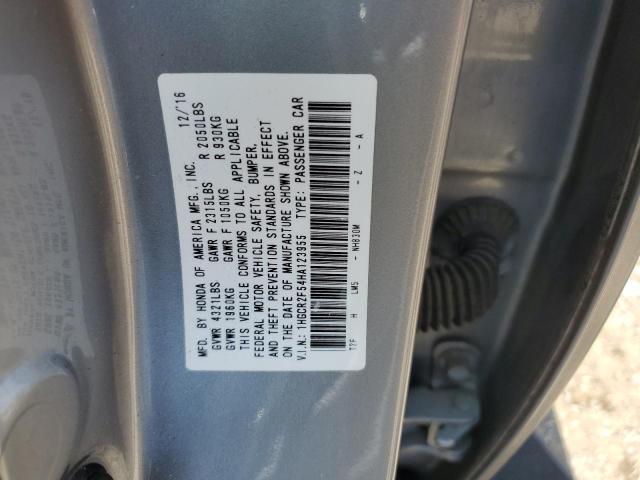 MFD. BY HONDA OF AMERICA MFG., INC. 12/'16
GVWR 4321LBS GAWR F 2315LBS R 2050LBS
GVWR 1960KG GAWR F 1050KG R 930KG
THIS VEHICLE CONFORMS TO ALL APPLICABLE
FEDERAL MOTOR VEHICLE SAFETY, BUMPER,
AND THEFT PREVENTION STANDARDS IN EFFECT
ON THE DATE OF MANUFACTURE SHOWN ABOVE.
V.I.N.: 1HGCR2F54HA123955 TYPE: PASSENGER CAR
T2F H LM5 - NH830M - Z - A